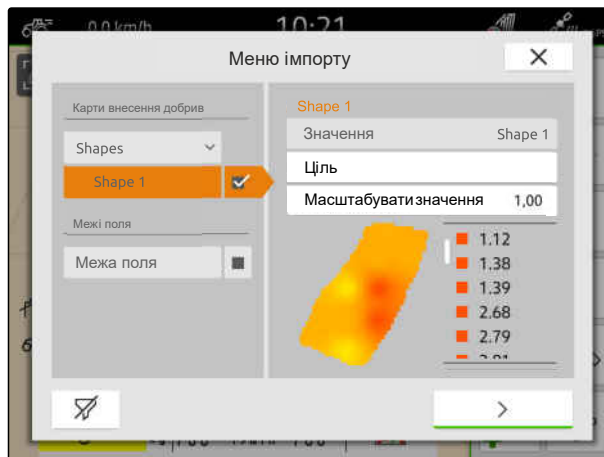 0.0 km/h
10:21
Меню імпорту
Карти внесення добрив
Shapes
Shape 1
Межі поля
Межа поля
Shape 1
Значення Shape 1
Ціль
Масштабувати значення 1,00
1.12
1.38
1.39
2.68
2.79